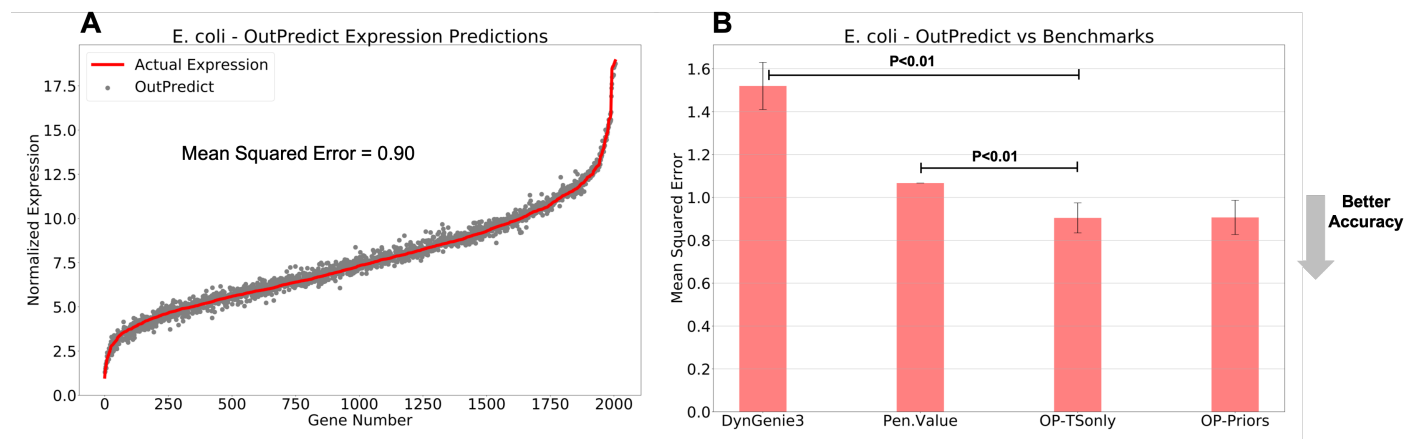 A
E. coli - OutPredict Expression Predictions
Actual Expression
OutPredict
Mean Squared Error = 0.90
Normalized Expression
17.5
15.0
12.5
10.0
7.5
5.0
2.5
0.0
0 250 500 750 1000 1250 1500 1750 2000
Gene Number
B
E. coli - OutPredict vs Benchmarks
P<0.01
P<0.01
Mean Squared Error
1.6
1.4
1.2
1.0
0.8
0.6
0.4
0.2
0.0
DynGenie3 Pen.Value OP-TSonly OP-Priors
Better
Accuracy